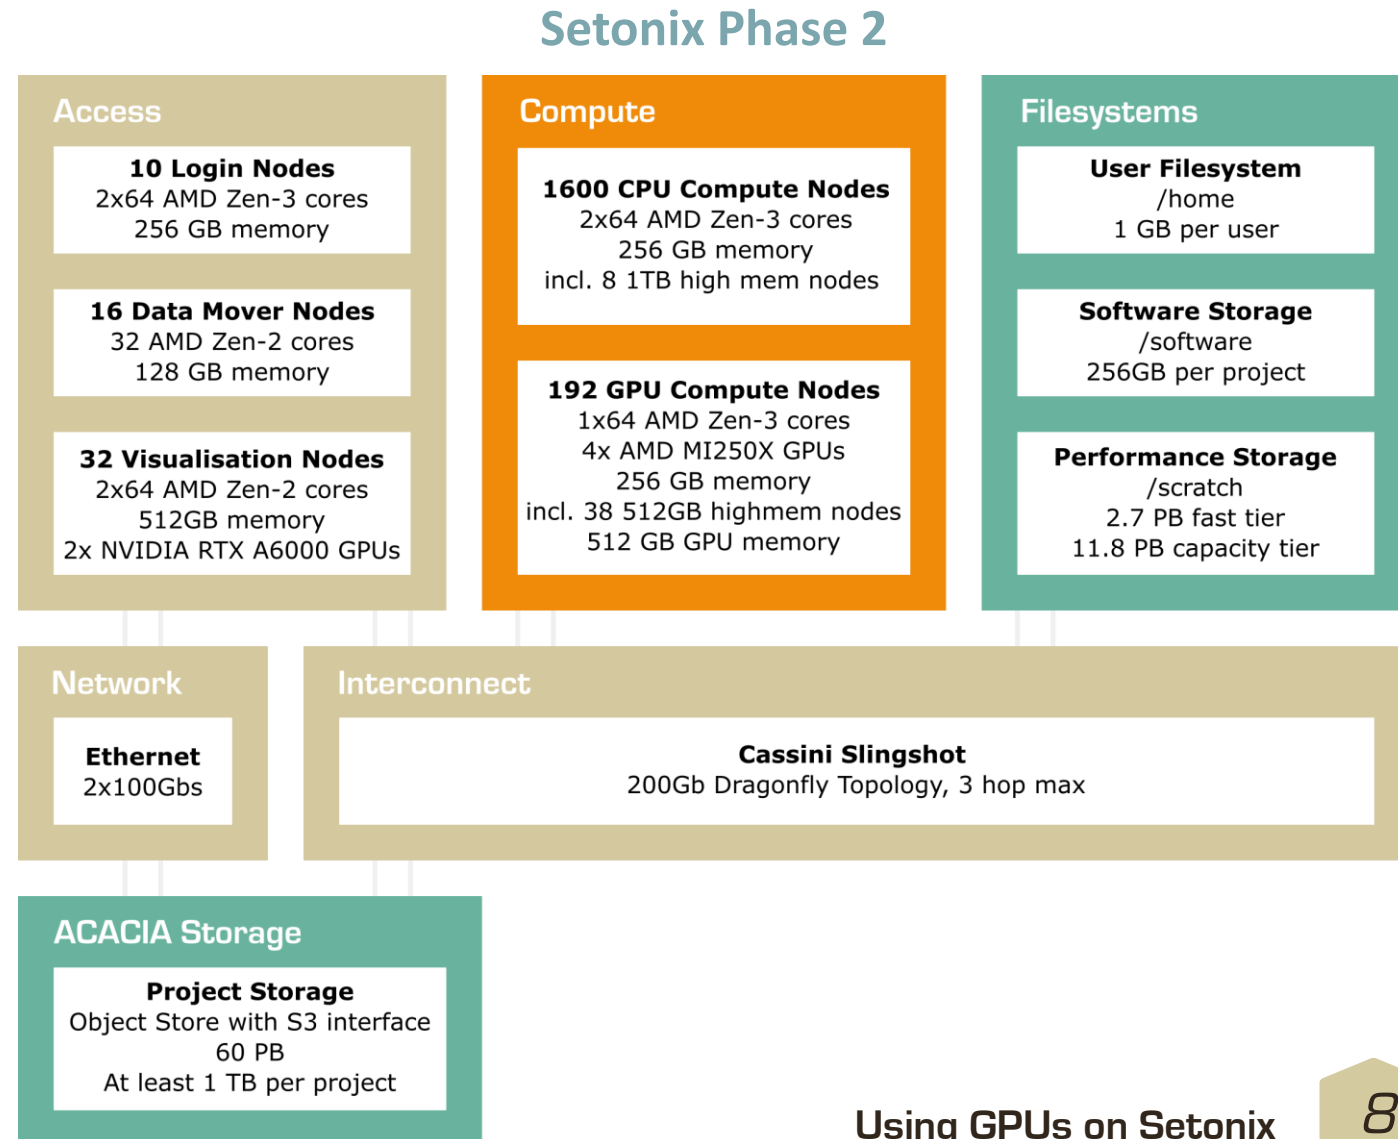 Setonix Phase 2
Access
10 Login Nodes
2x64 AMD Zen-3 cores
256 GB memory
16 Data Mover Nodes
32 AMD Zen-2 cores
128 GB memory
32 Visualisation Nodes
2x64 AMD Zen-2 cores
512GB memory
2x NVIDIA RTX A6000 GPUs
Compute
1600 CPU Compute Nodes
2x64 AMD Zen-3 cores
256 GB memory
incl. 8 1TB high mem nodes
192 GPU Compute Nodes
1x64 AMD Zen-3 cores
4x AMD MI250X GPUs
256 GB memory
incl. 38 512GB highmem nodes
512 GB GPU memory
Filesystems
User Filesystem
/home
1 GB per user
Software Storage
/software
256GB per project
Performance Storage
/scratch
2.7 PB fast tier
11.8 PB capacity tier
Network
Ethernet
2x100Gbs
Interconnect
Cassini Slingshot
200Gb Dragonfly Topology, 3 hop max
ACACIA Storage
Project Storage
Object Store with S3 interface
60 PB
At least 1 TB per project
Using GPUs on Setonix
8